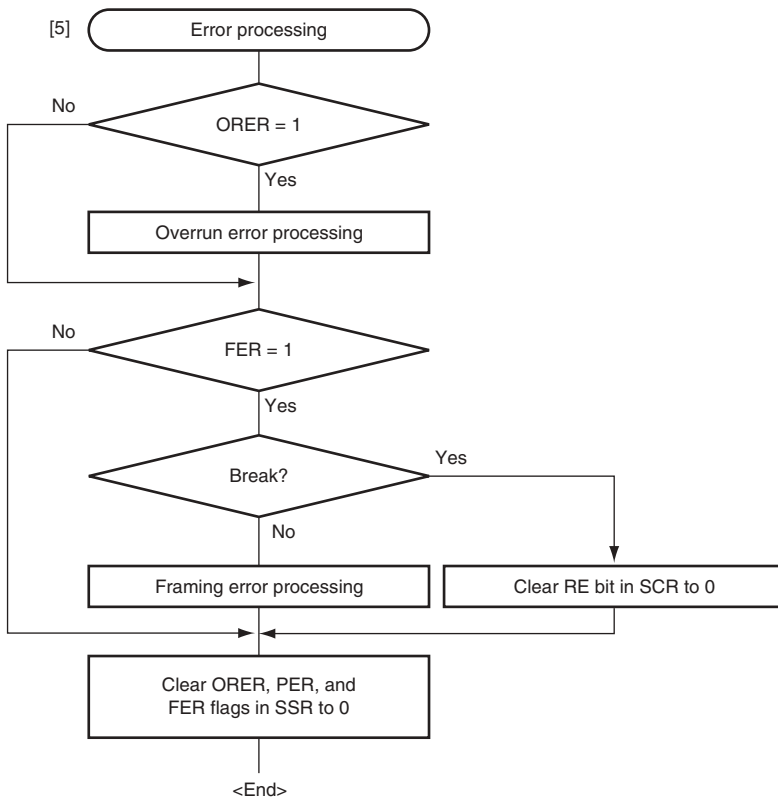 [5] Error processing
No
ORER = 1
Yes
Overrun error processing
No
FER = 1
Yes
Yes
Break?
No
Framing error processing
Clear RE bit in SCR to 0
Clear ORER, PER, and
FER flags in SSR to 0
<End>